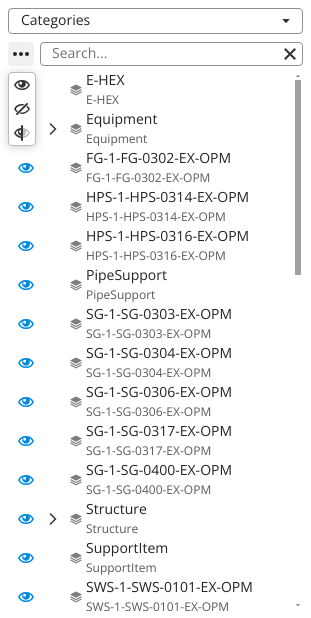 Categories
Search...
E-HEX
E-HEX
Equipment
Equipment
FG-1-FG-0302-EX-OPM
FG-1-FG-0302-EX-OPM
HPS-1-HPS-0314-EX-OPM
HPS-1-HPS-0314-EX-OPM
HPS-1-HPS-0316-EX-OPM
HPS-1-HPS-0316-EX-OPM
PipeSupport
PipeSupport
SG-1-SG-0303-EX-OPM
SG-1-SG-0303-EX-OPM
SG-1-SG-0304-EX-OPM
SG-1-SG-0304-EX-OPM
SG-1-SG-0306-EX-OPM
SG-1-SG-0306-EX-OPM
SG-1-SG-0317-EX-OPM
SG-1-SG-0317-EX-OPM
SG-1-SG-0400-EX-OPM
SG-1-SG-0400-EX-OPM
Structure
Structure
SupportItem
SupportItem
SWS-1-SWS-0101-EX-OPM
SWS-1-SWS-0101-EX-OPM